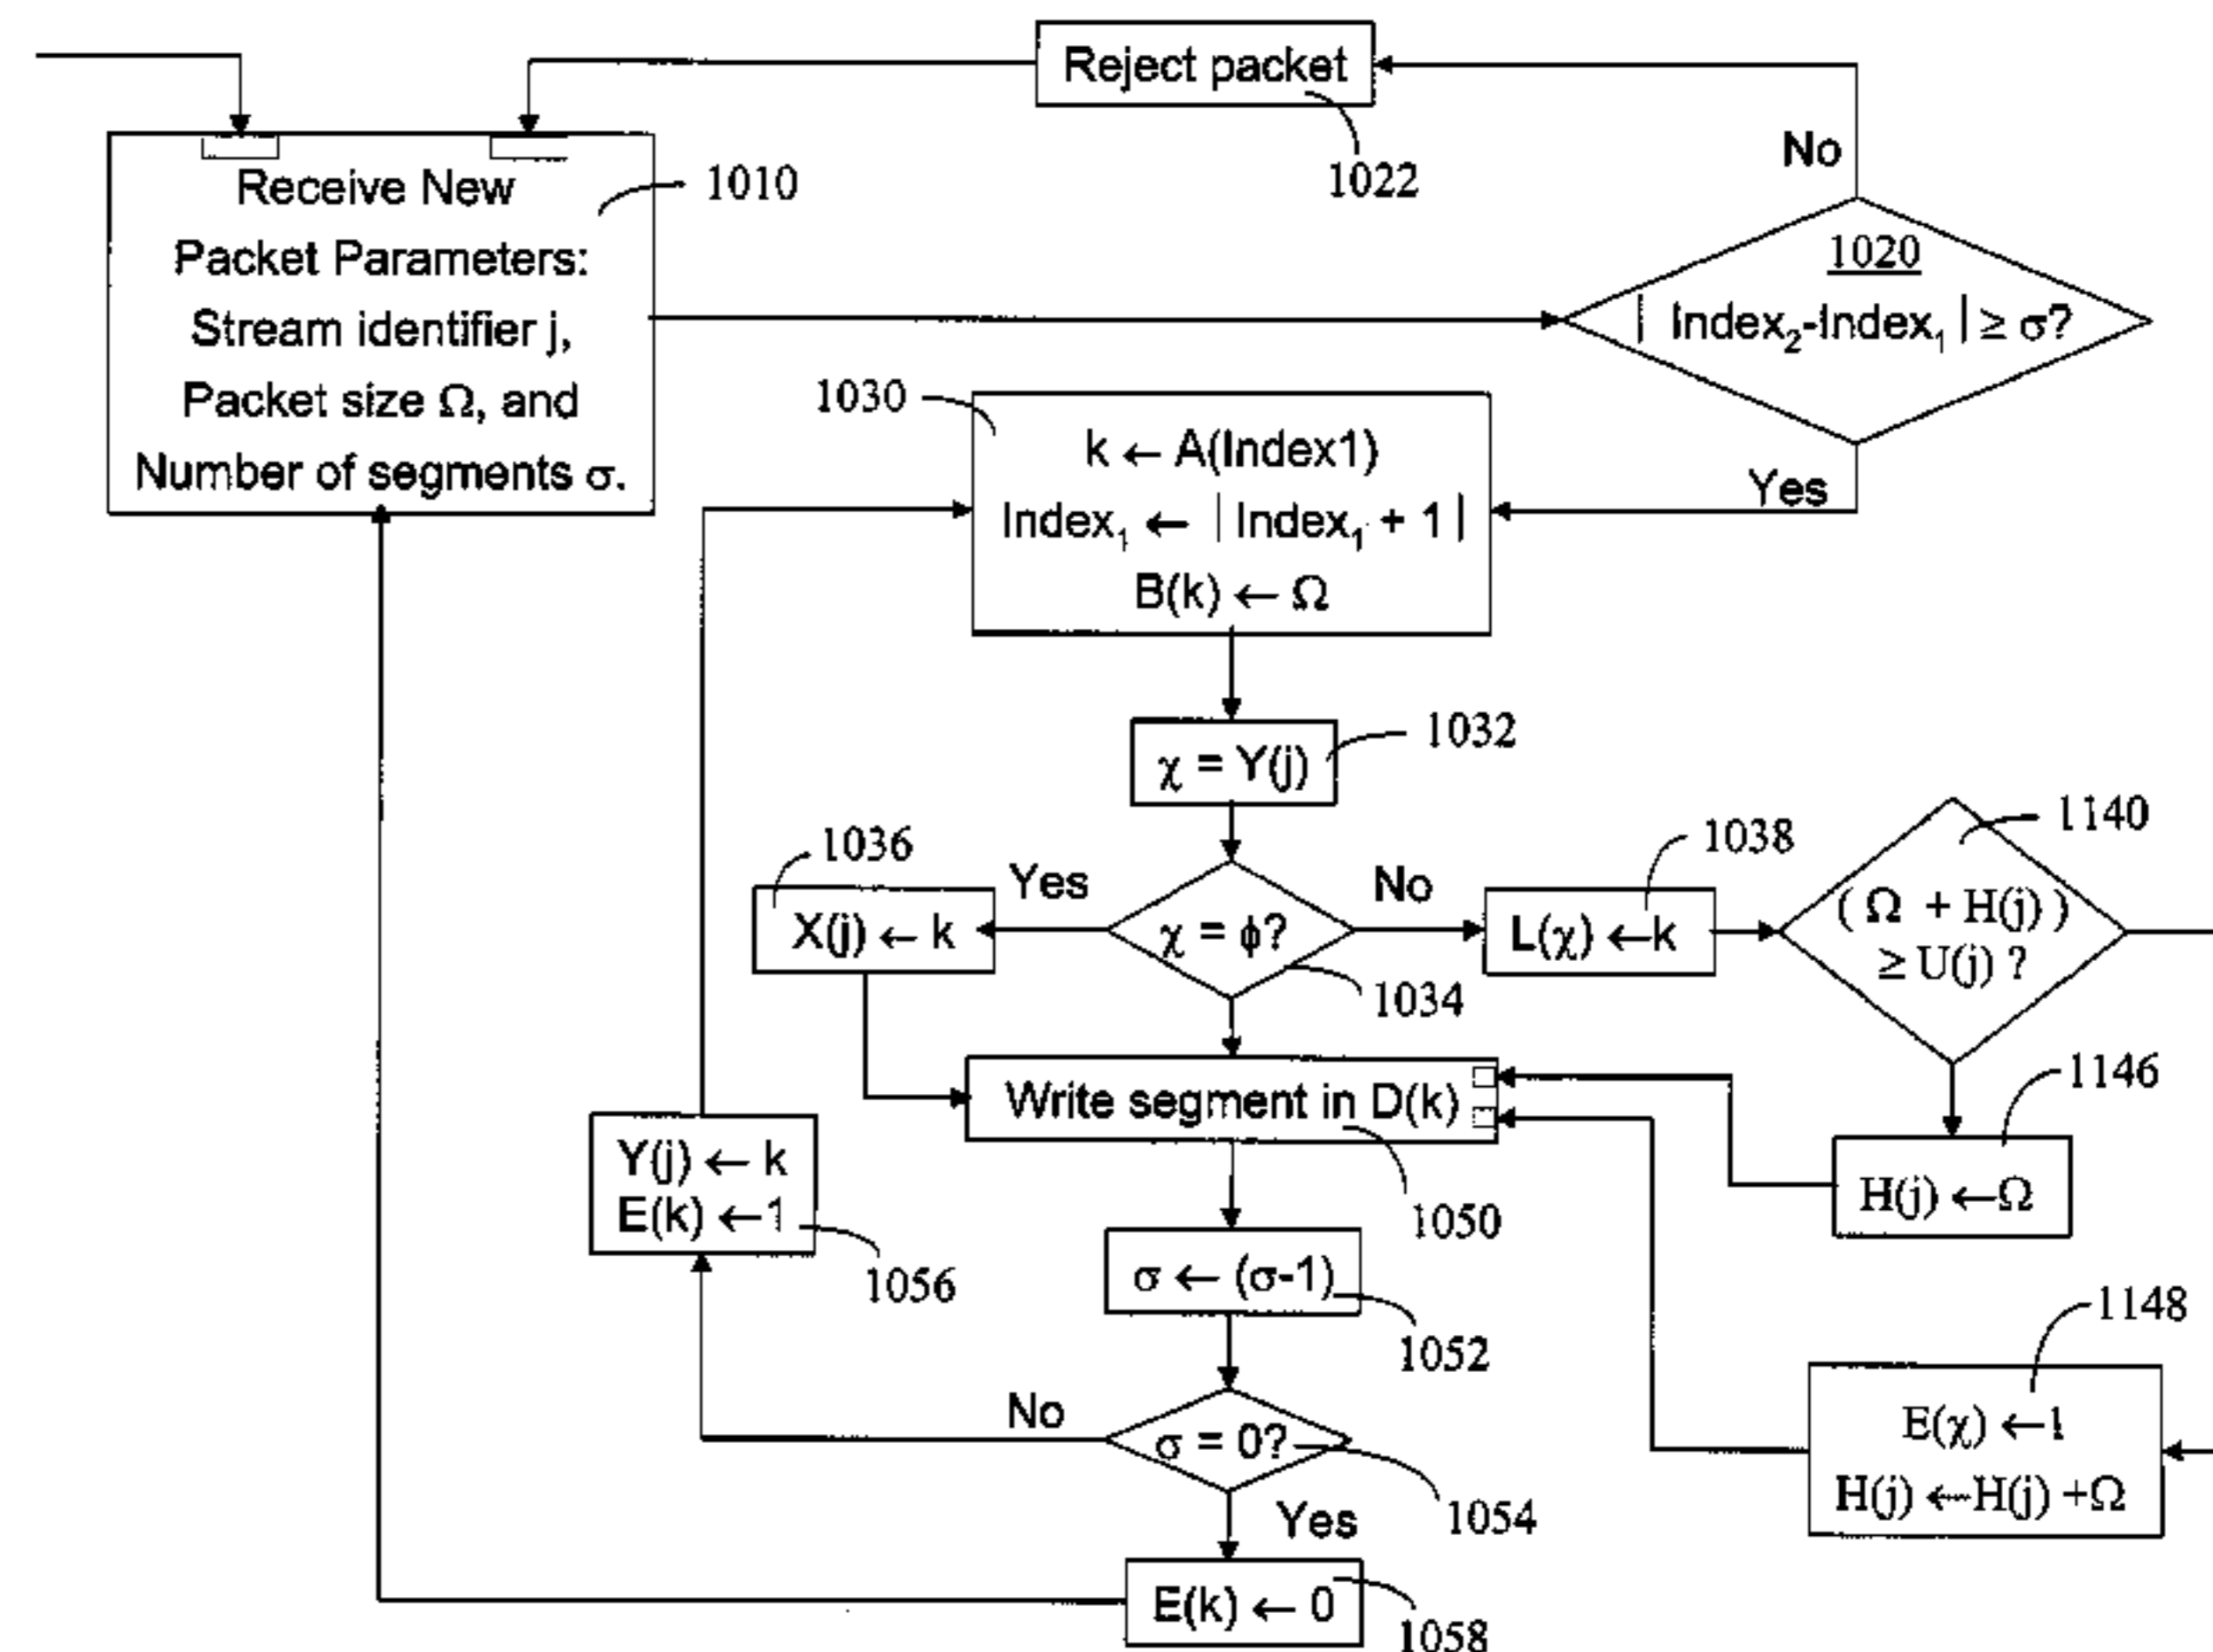 Reject packet
1022
No
Receive New
Packet Parameters:
Stream identifier j,
Packet size Ω, and
Number of segments σ.
1010
1020
| Index₂-Index₁ | ≥ σ?
Yes
1030
k ← A(Index1)
Index₁ ← | Index₁ + 1 |
B(k) ← Ω
1032
χ = Y(j)
1036
X(j) ← k
Yes
χ = ϕ?
1034
No
1038
L(χ) ←k
1140
( Ω + H(j) )
≥ U(j) ?
Write segment in D(k)
1050
1146
H(j) ←Ω
Y(j) ← k
E(k) ←1
1056
σ ← (σ-1)
1052
1148
E(χ) ←1
H(j) ←H(j) +Ω
No
σ = 0?
1054
Yes
E(k) ← 0
1058